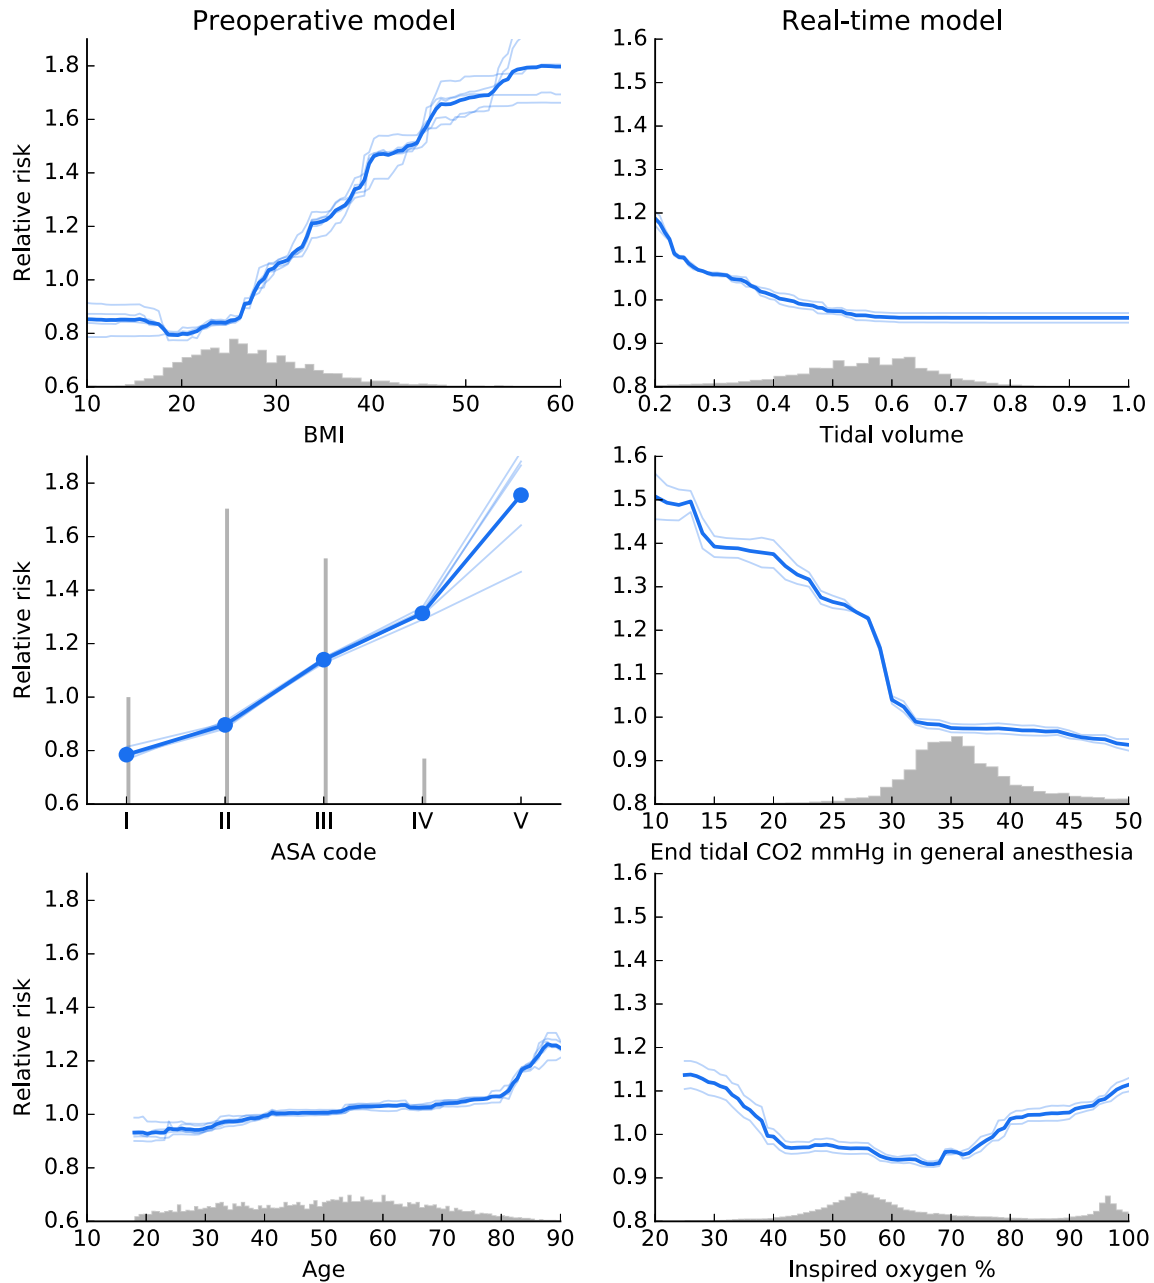 Preoperative model
Real-time model
Relative risk
1.8
1.6
1.4
1.2
1.0
0.8
0.6
10 20 30 40 50 60
BMI
1.6
1.5
1.4
1.3
1.2
1.1
1.0
0.9
0.8
0.2 0.3 0.4 0.5 0.6 0.7 0.8 0.9 1.0
Tidal volume
Relative risk
1.8
1.6
1.4
1.2
1.0
0.8
0.6
I II III IV V
ASA code
1.6
1.5
1.4
1.3
1.2
1.1
1.0
0.9
0.8
10 15 20 25 30 35 40 45 50
End tidal CO2 mmHg in general anesthesia
Relative risk
1.8
1.6
1.4
1.2
1.0
0.8
0.6
10 20 30 40 50 60 70 80 90
Age
1.6
1.5
1.4
1.3
1.2
1.1
1.0
0.9
0.8
20 30 40 50 60 70 80 90 100
Inspired oxygen %